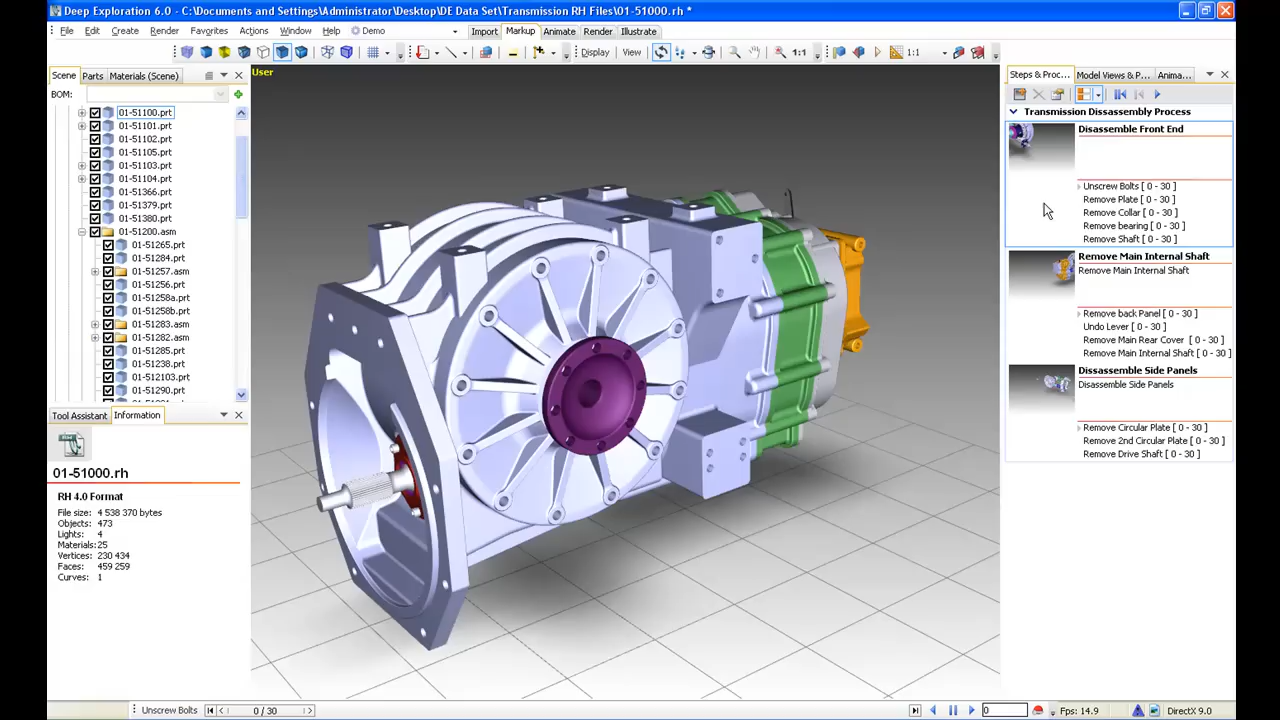 Deep Exploration 6.0 - C:\Documents and Settings\Administrator\Desktop\DE Data Set\Transmission RH Files\01-51000.rh *
File Edit Create Render Favorites Actions Window Help Demo
Import Markup Animate Render Illustrate
Display View 1:1 1:1
Scene Parts Materials (Scene)
BOM:
01-51100.prt
01-51101.prt
01-51102.prt
01-51105.prt
01-51103.prt
01-51104.prt
01-51366.prt
01-51379.prt
01-51380.prt
01-51200.asm
01-51265.prt
01-51284.prt
01-51257.asm
01-51256.prt
01-51258a.prt
01-51258b.prt
01-51283.asm
01-51282.asm
01-51285.prt
01-51238.prt
01-512103.prt
01-51290.prt
Tool Assistant Information
01-51000.rh
RH 4.0 Format
File size: 4 538 370 bytes
Objects: 473
Lights: 4
Materials: 25
Vertices: 230 434
Faces: 459 259
Curves: 1
User
Steps & Proc... Model Views & P... Anima...
Transmission Dissassembly Process
Disassemble Front End
Unscrew Bolts [ 0 - 30 ]
Remove Plate [ 0 - 30 ]
Remove Collar [ 0 - 30 ]
Remove bearing [ 0 - 30 ]
Remove Shaft [ 0 - 30 ]
Remove Main Internal Shaft
Remove Main Internal Shaft
Remove back Panel [ 0 - 30 ]
Undo Lever [ 0 - 30 ]
Remove Main Rear Cover [ 0 - 30 ]
Remove Main Internal Shaft [ 0 - 30 ]
Dissassemble Side Panels
Dissassemble Side Panels
Remove Circular Plate [ 0 - 30 ]
Remove 2nd Circular Plate [ 0 - 30 ]
Remove Drive Shaft [ 0 - 30 ]
Unscrew Bolts 0 / 30 0 Fps: 14.9 DirectX 9.0